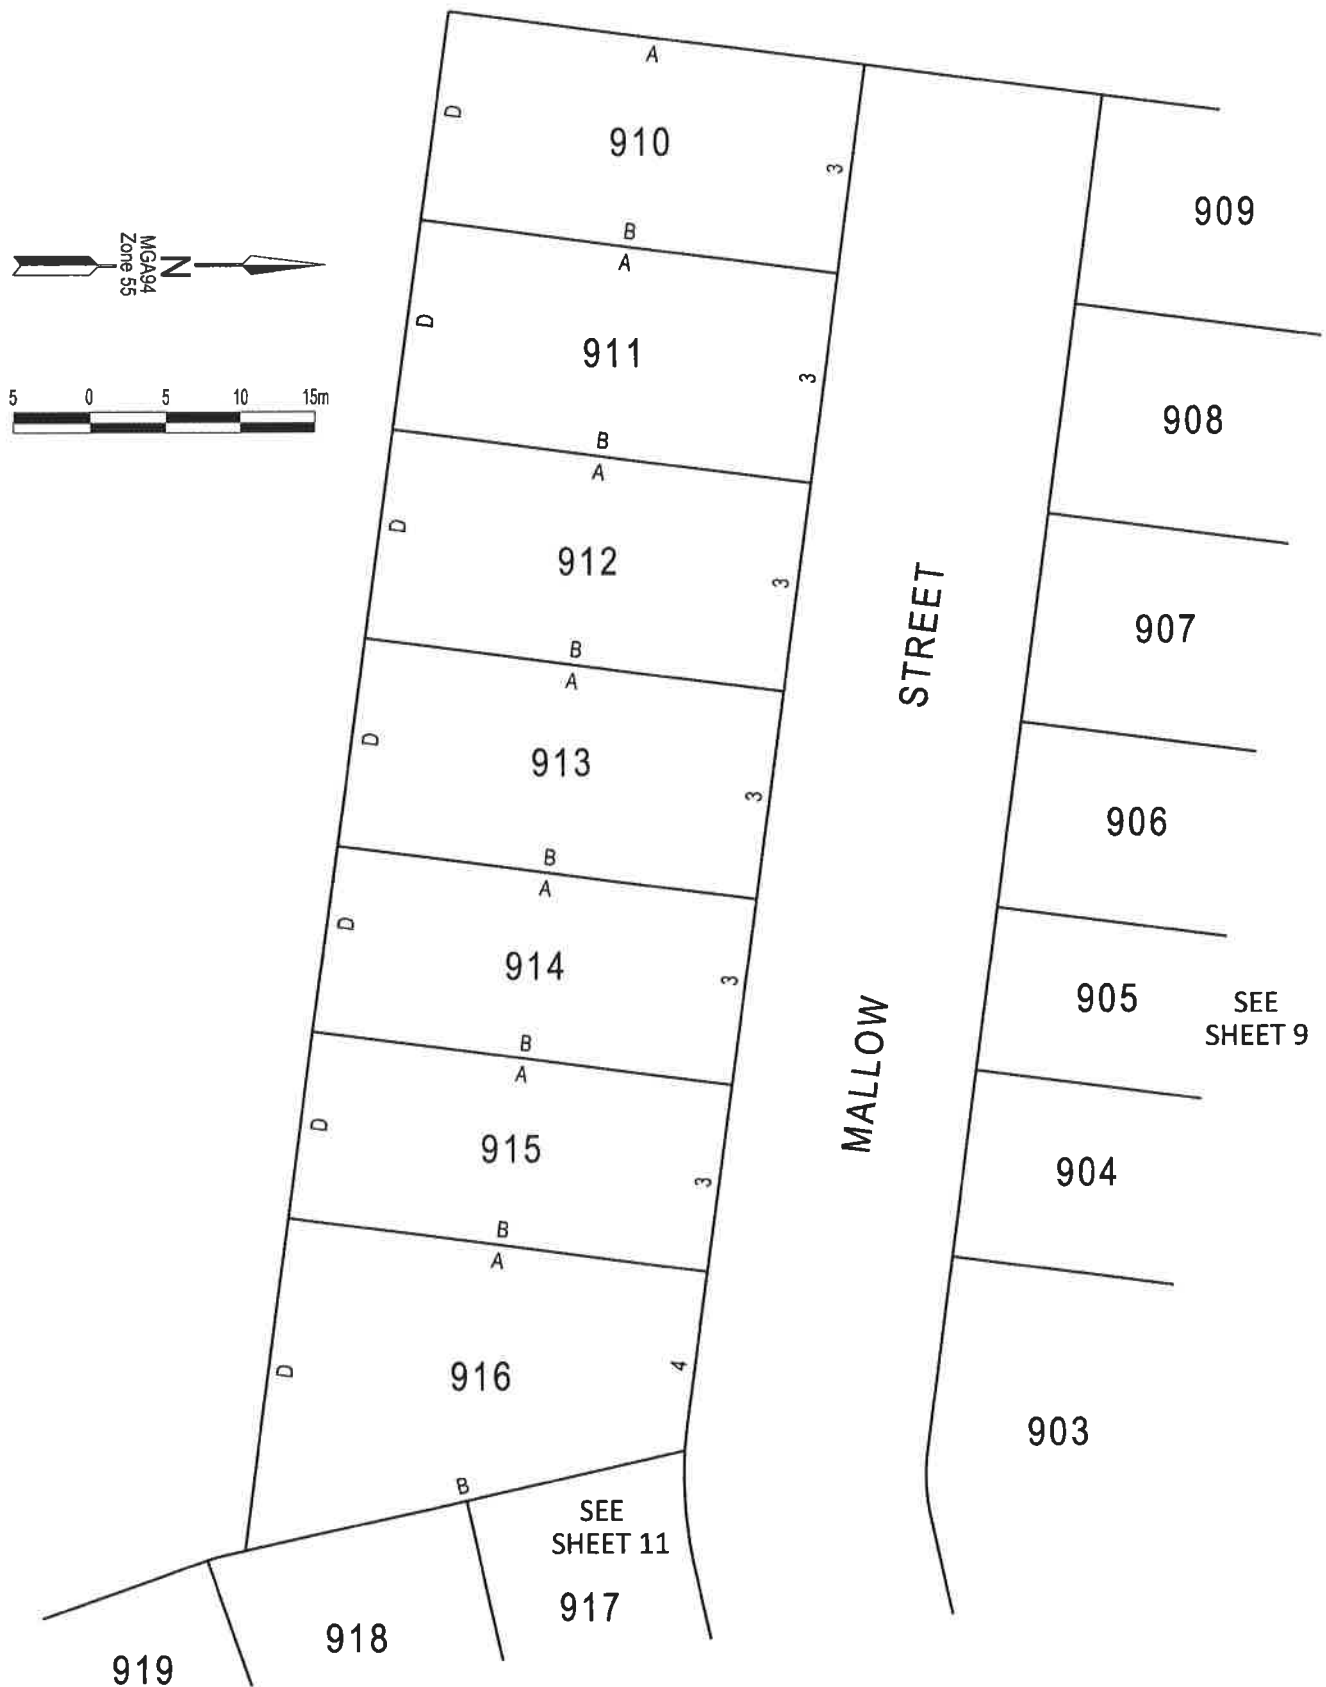 A
D
910
3
909
B
A
MGA94
Zone 55
N
D
911
3
5 0 5 10 15m
908
B
A
D
912
3
STREET
907
B
A
D
913
3
906
B
A
D
914
3
905
SEE
SHEET 9
MALLOW
B
A
D
915
3
904
B
A
D
916
4
903
B
SEE
SHEET 11
917
918
919